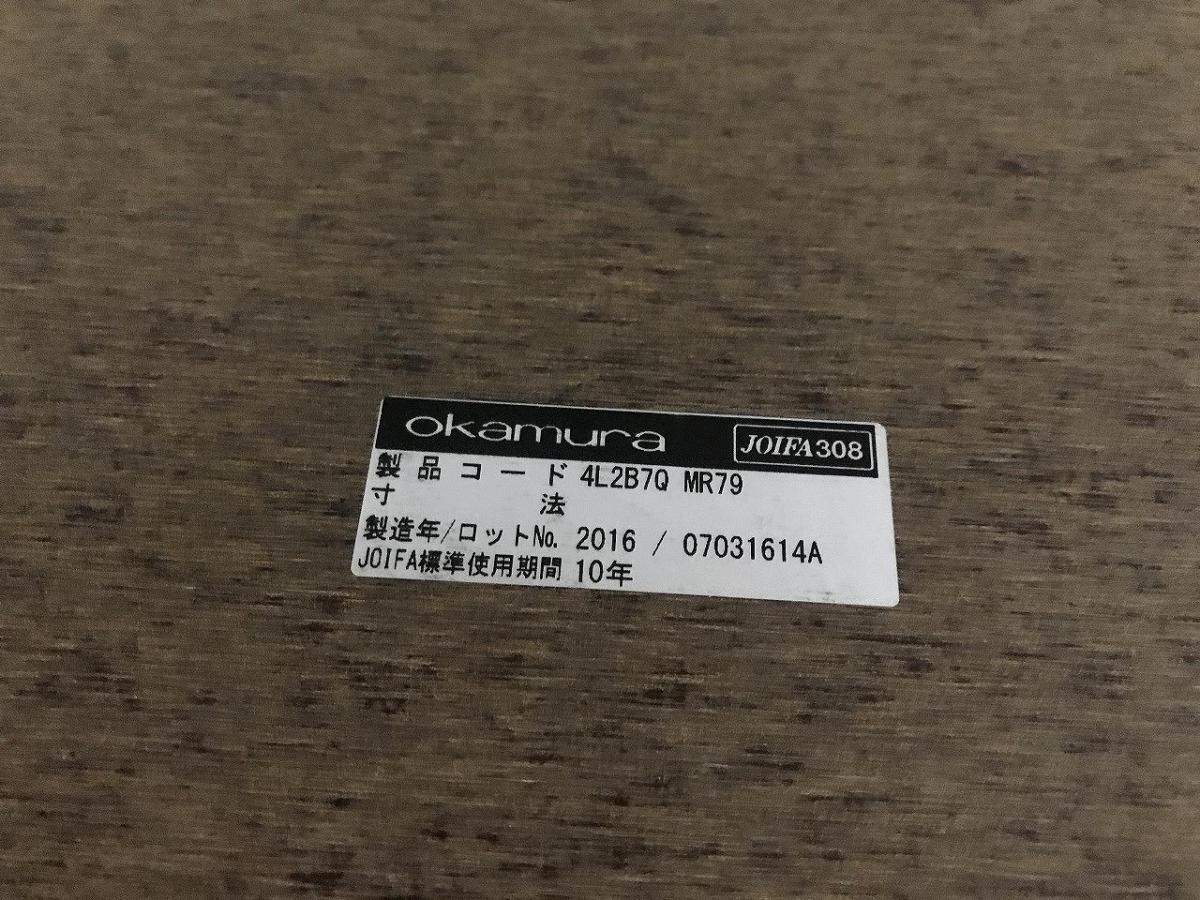 okamura JOIFA308
製品コード 4L2B7Q MR79
寸法
製造年/ロットNo. 2016 / 07031614A
JOIFA標準使用期間 10年